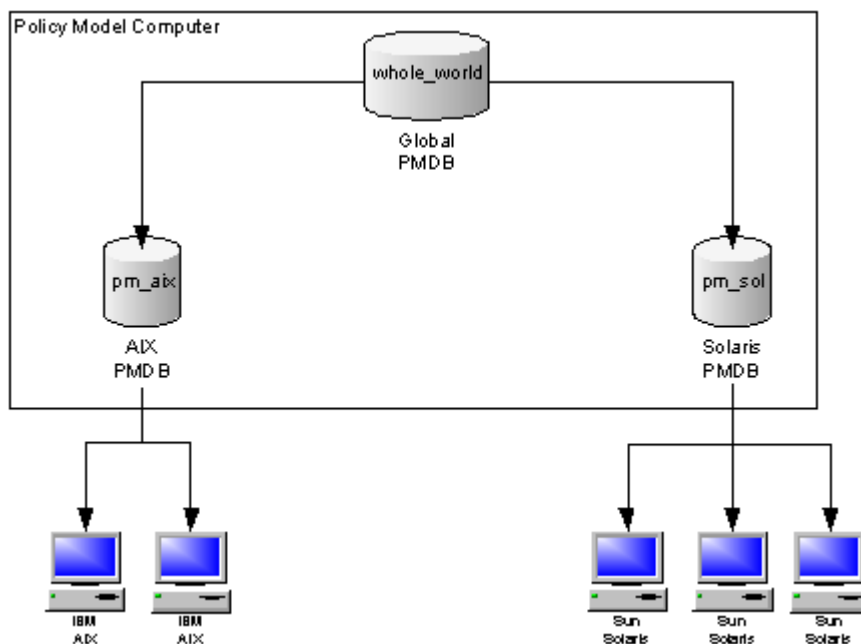 Policy Model Computer
whole_world
Global
PMDB
pm_aix
pm_sol
AIX
PMDB
Solaris
PMDB
IBM
AIX
IBM
AIX
Sun
Solaris
Sun
Solaris
Sun
Solaris